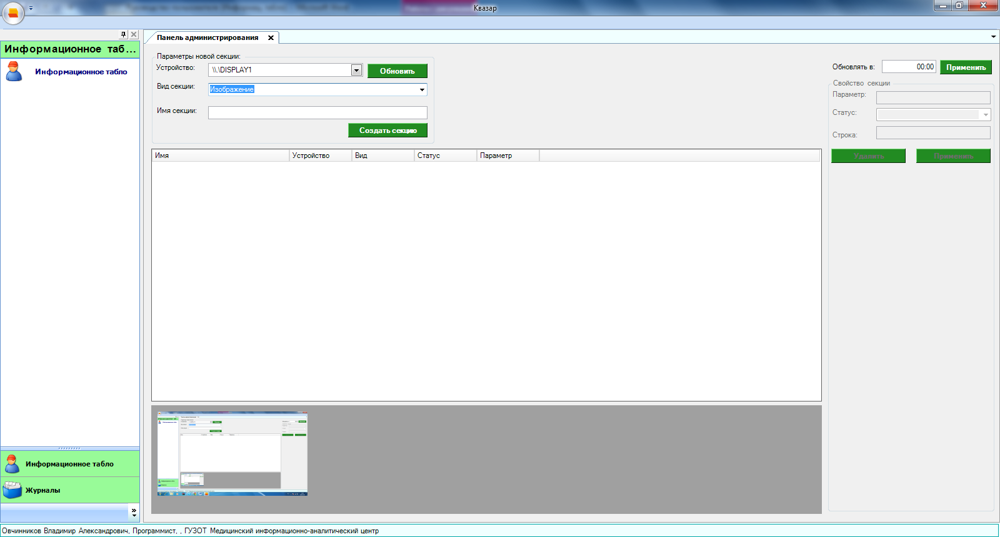 Квазар
Информационное таб...
Информационное табло
Панель администрирования
Параметры новой секции:
Устройство: \\.\DISPLAY1 Обновить
Вид секции: Изображение
Имя секции:
Создать секцию
Обновлять в: 00:00 Применить
Свойство секции
Параметр:
Статус:
Строка:
Удалить Применить
Имя Устройство Вид Статус Параметр
Информационное табло
Журналы
Овчинников Владимир Александрович, Программист, , ГУЗОТ Медицинский информационно-аналитический центр